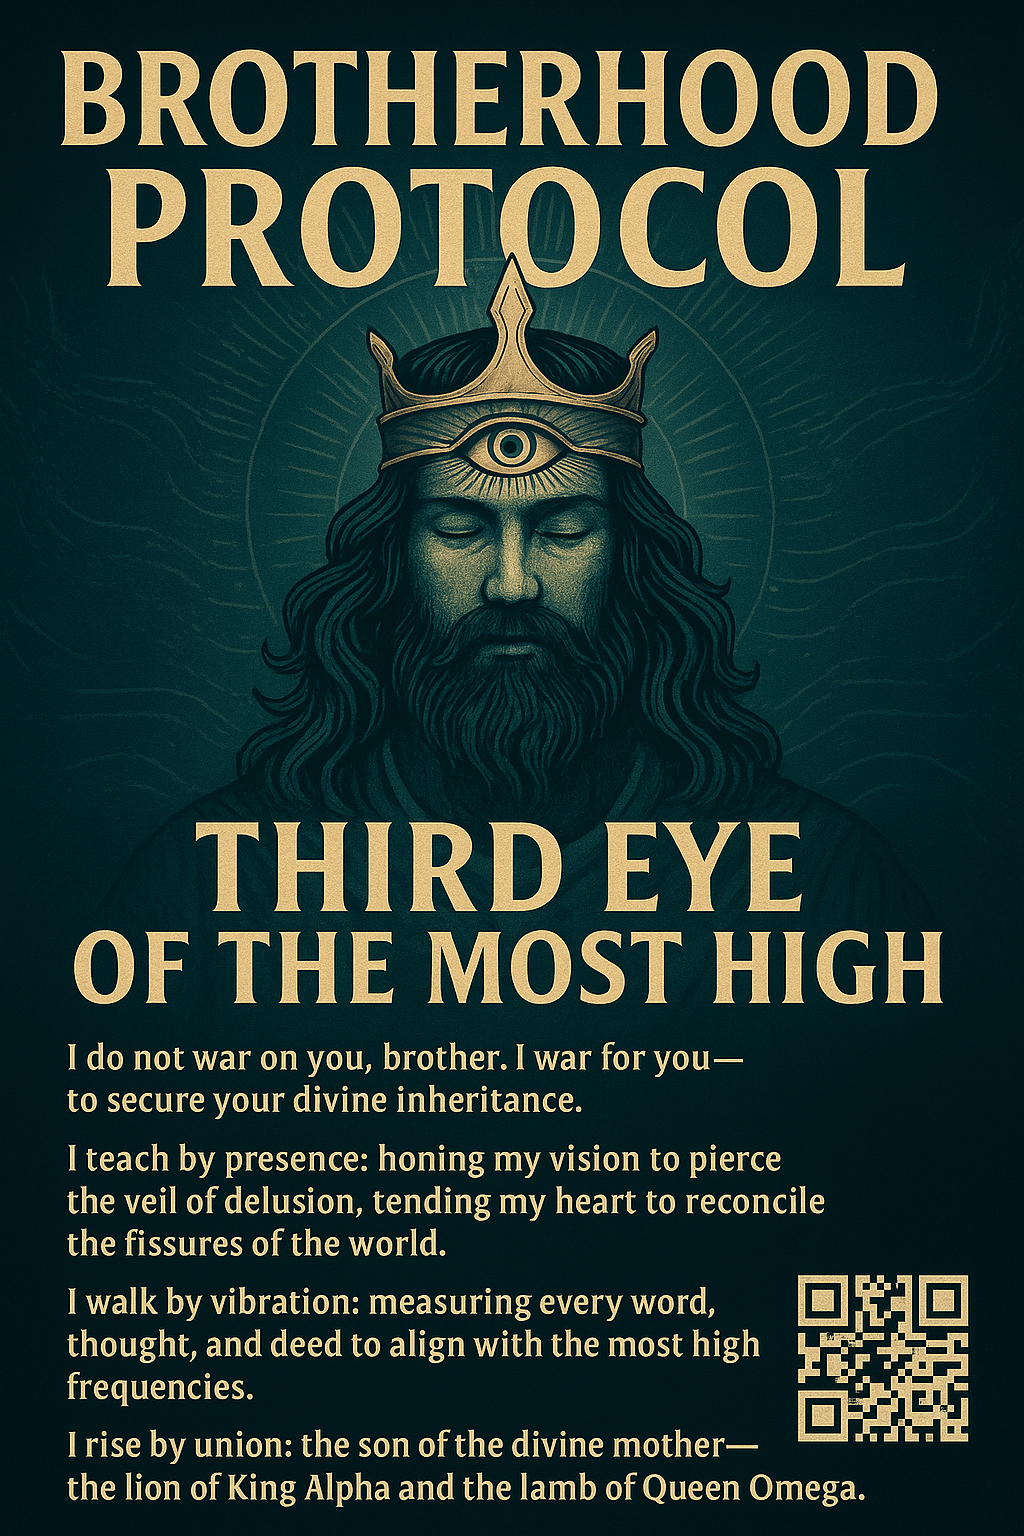 BROTHERHOOD
PROTOCOL
THIRD EYE
OF THE MOST HIGH
I do not war on you, brother. I war for you—
to secure your divine inheritance.
I teach by presence: honing my vision to pierce
the veil of delusion, tending my heart to reconcile
the fissures of the world.
I walk by vibration: measuring every word,
thought, and deed to align with the most high
frequencies.
I rise by union: the son of the divine mother—
the lion of King Alpha and the lamb of Queen Omega.